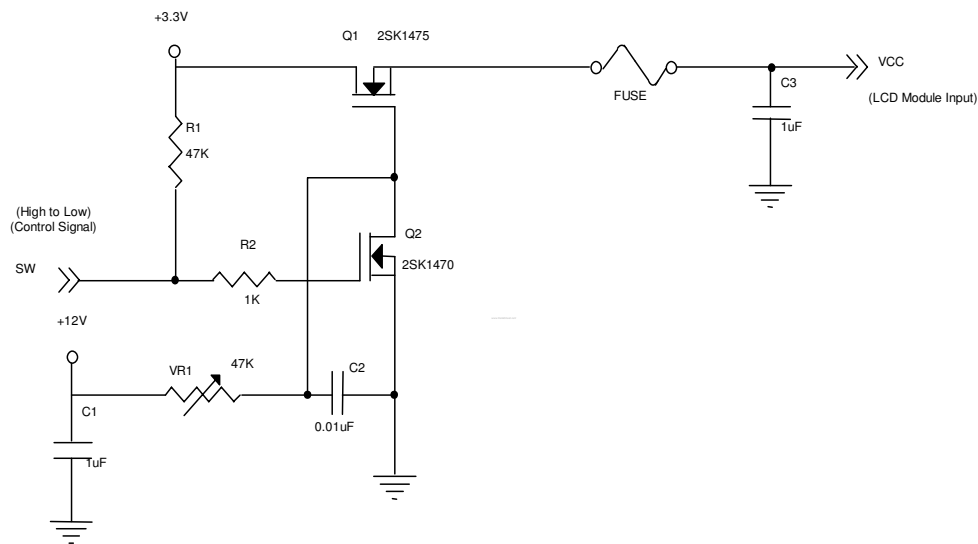 +3.3V
Q1 2SK1475
VCC
FUSE
C3
(LCD Module Input)
R1
1uF
47K
(High to Low)
(Control Signal)
Q2
R2
SW
2SK1470
1K
+12V
VR1
47K
C2
C1
0.01uF
1uF